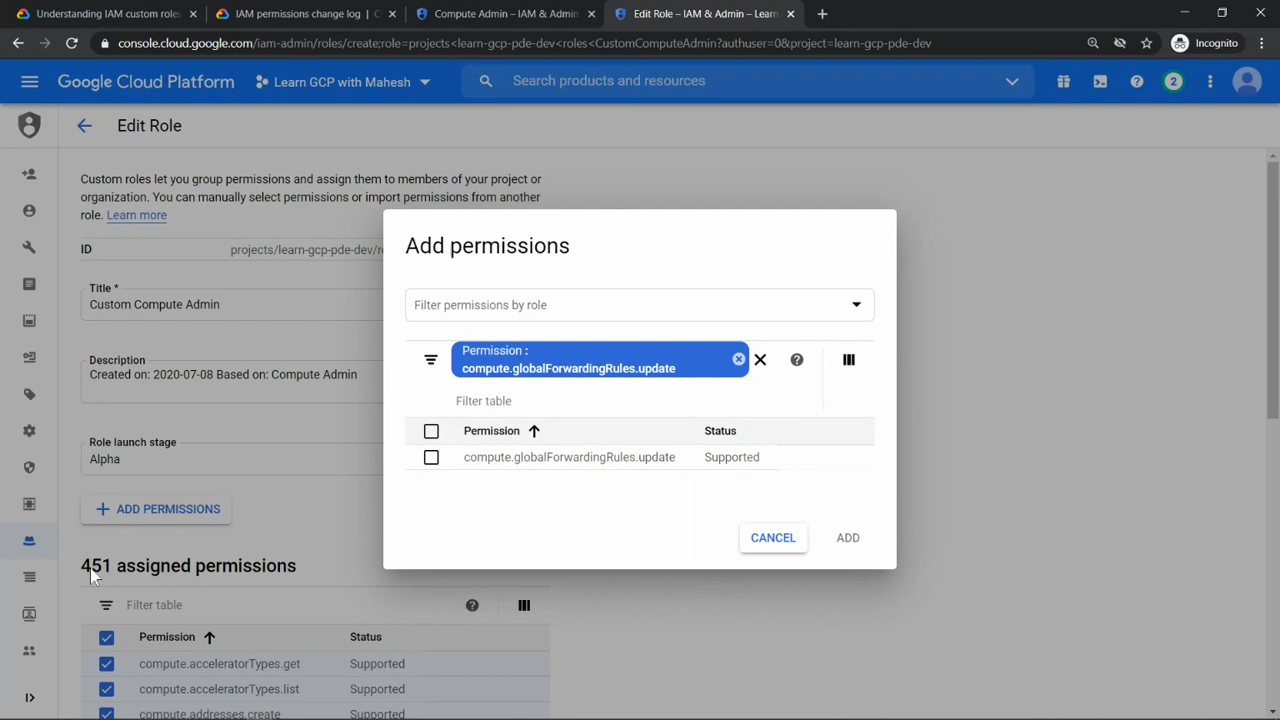 Understanding IAM custom roles
IAM permissions change log | C
Compute Admin – IAM & Admin
Edit Role – IAM & Admin – Learn
console.cloud.google.com/iam-admin/roles/create;role=projects<learn-gcp-pde-dev<roles<CustomComputeAdmin?authuser=0&project=learn-gcp-pde-dev
Incognito
Google Cloud Platform
Learn GCP with Mahesh
Search products and resources
2
Edit Role
Custom roles let you group permissions and assign them to members of your project or
organization. You can manually select permissions or import permissions from another
role. Learn more
ID
projects/learn-gcp-pde-dev/ro
Title *
Custom Compute Admin
Description
Created on: 2020-07-08 Based on: Compute Admin
Role launch stage
Alpha
ADD PERMISSIONS
451 assigned permissions
Filter table
Permission
Status
compute.acceleratorTypes.get
Supported
compute.acceleratorTypes.list
Supported
compute.addresses.create
Supported
Add permissions
Filter permissions by role
Permission :
compute.globalForwardingRules.update
Filter table
Permission
Status
compute.globalForwardingRules.update
Supported
CANCEL
ADD